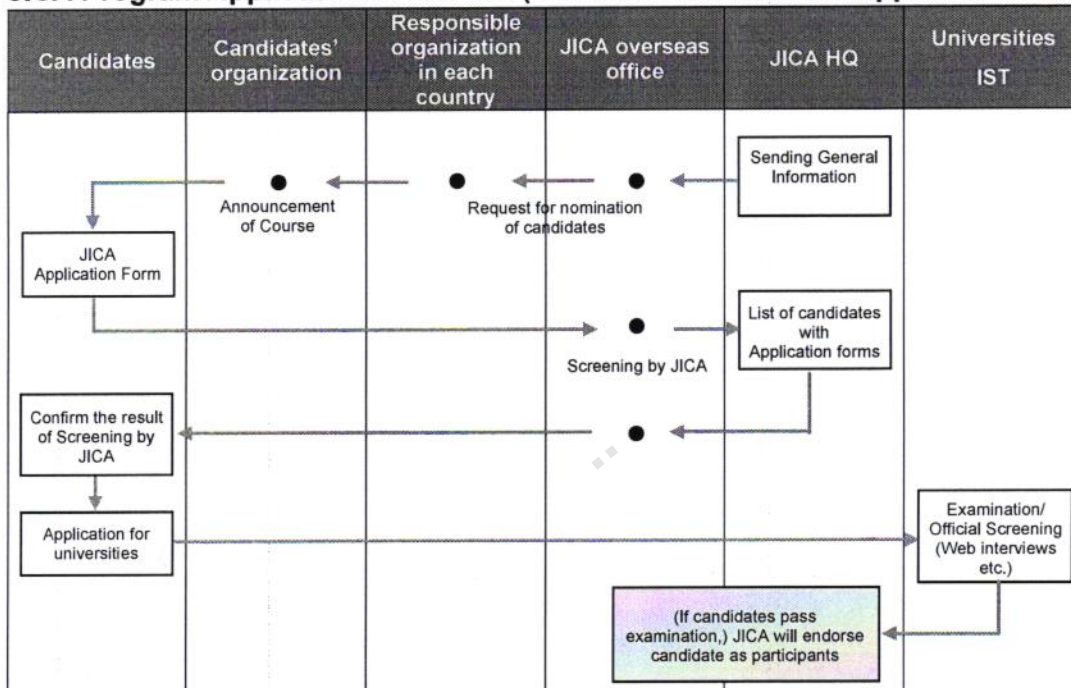 Candidates
Candidates'
organization
Responsible
organization
in each
country
JICA overseas
office
JICA HQ
Universities
IST
Sending General
Information
Announcement
of Course
Request for nomination
of candidates
JICA
Application Form
List of candidates
with
Application forms
Screening by JICA
Confirm the result
of Screening by
JICA
Application for
universities
Examination/
Official Screening
(Web interviews
etc.)
(If candidates pass
examination,) JICA will endorse
candidate as participants